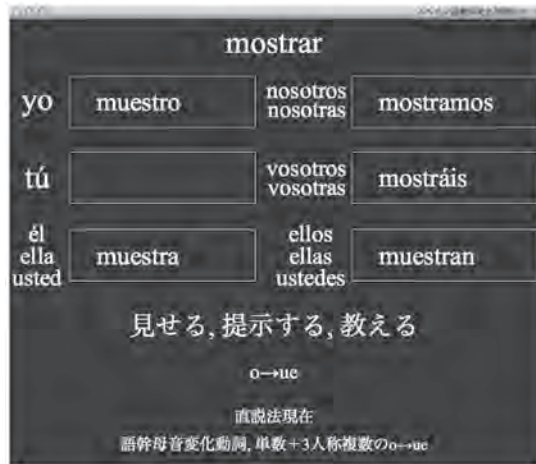 mostrar
yo muestro nosotros nosotras mostramos
tú vosotros vosotras mostráis
él ella usted muestra ellos ellas ustedes muestran
見せる, 提示する, 教える
o→ue
直説法現在
語幹母音変化動詞, 単数+3人称複数のo→ue